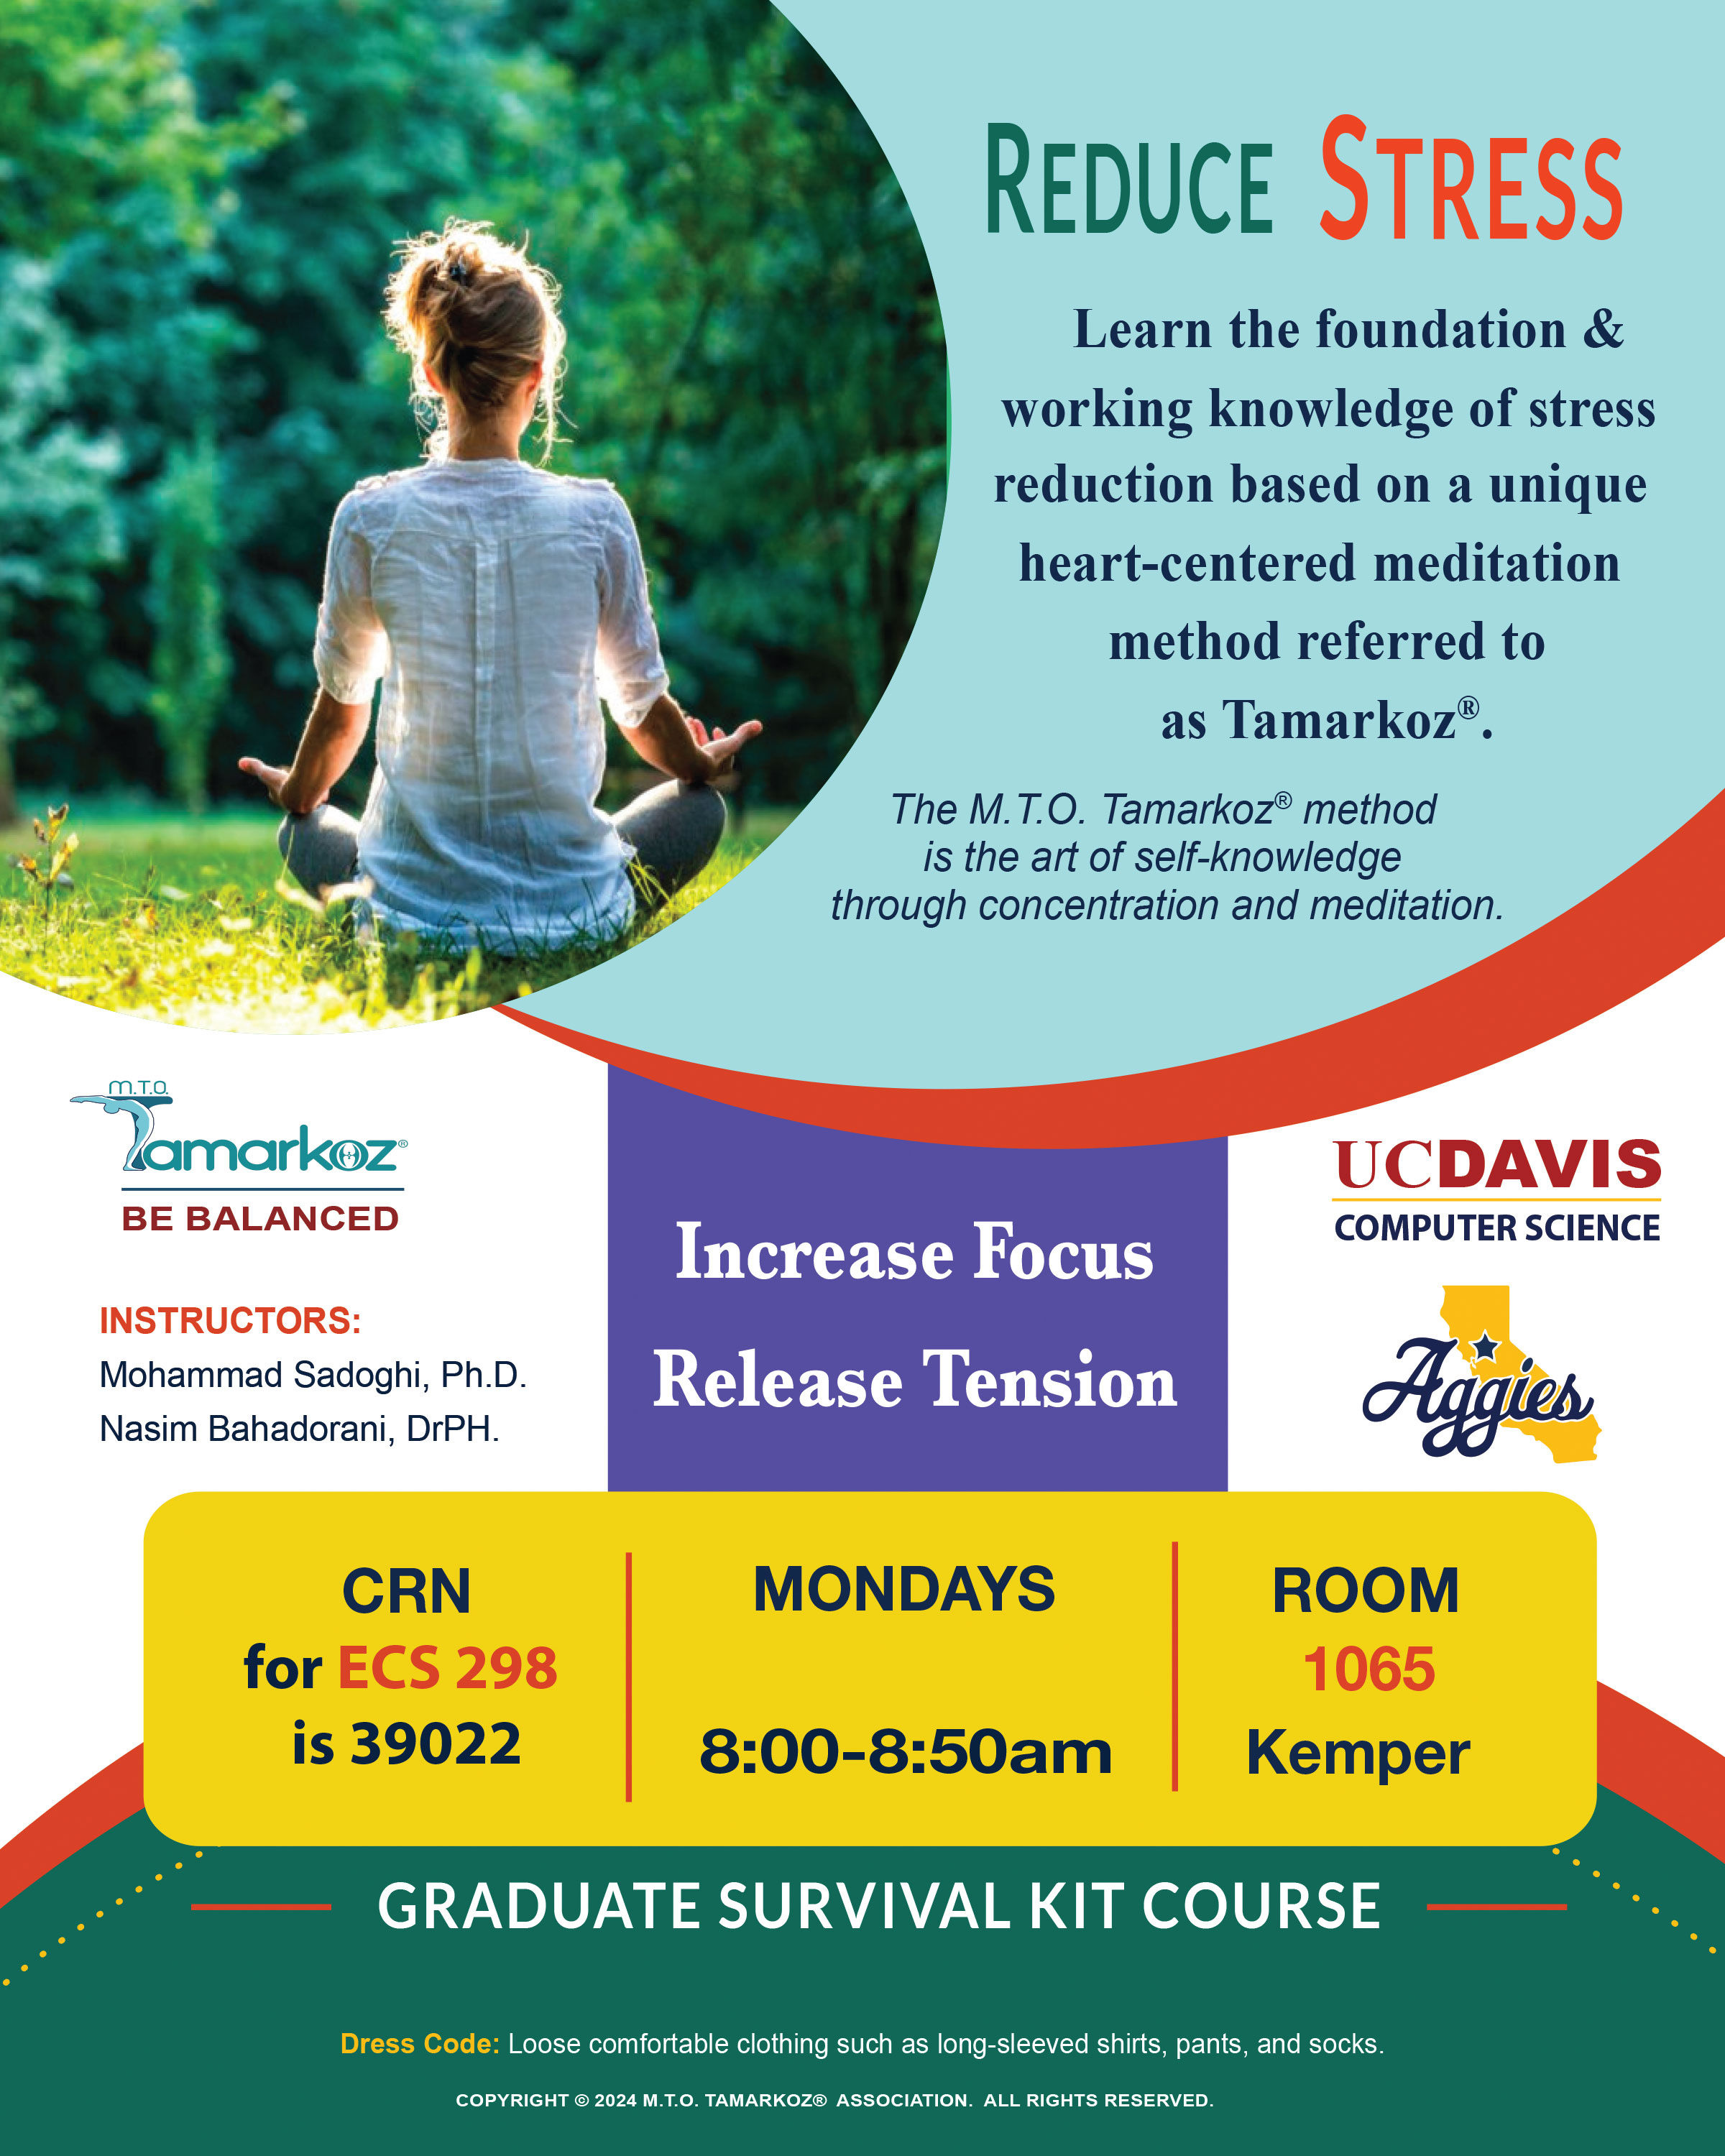 REDUCE STRESS
Learn the foundation &
working knowledge of stress
reduction based on a unique
heart-centered meditation
method referred to
as Tamarkoz®.
The M.T.O. Tamarkoz® method
is the art of self-knowledge
through concentration and meditation.
M.T.O.
Tamarkoz®
BE BALANCED
INSTRUCTORS:
Mohammad Sadoghi, Ph.D.
Nasim Bahadorani, DrPH.
Increase Focus
Release Tension
UCDAVIS
COMPUTER SCIENCE
Aggies
CRN
for ECS 298
is 39022
MONDAYS
8:00-8:50am
ROOM
1065
Kemper
GRADUATE SURVIVAL KIT COURSE
Dress Code: Loose comfortable clothing such as long-sleeved shirts, pants, and socks.
COPYRIGHT © 2024 M.T.O. TAMARKOZ® ASSOCIATION. ALL RIGHTS RESERVED.